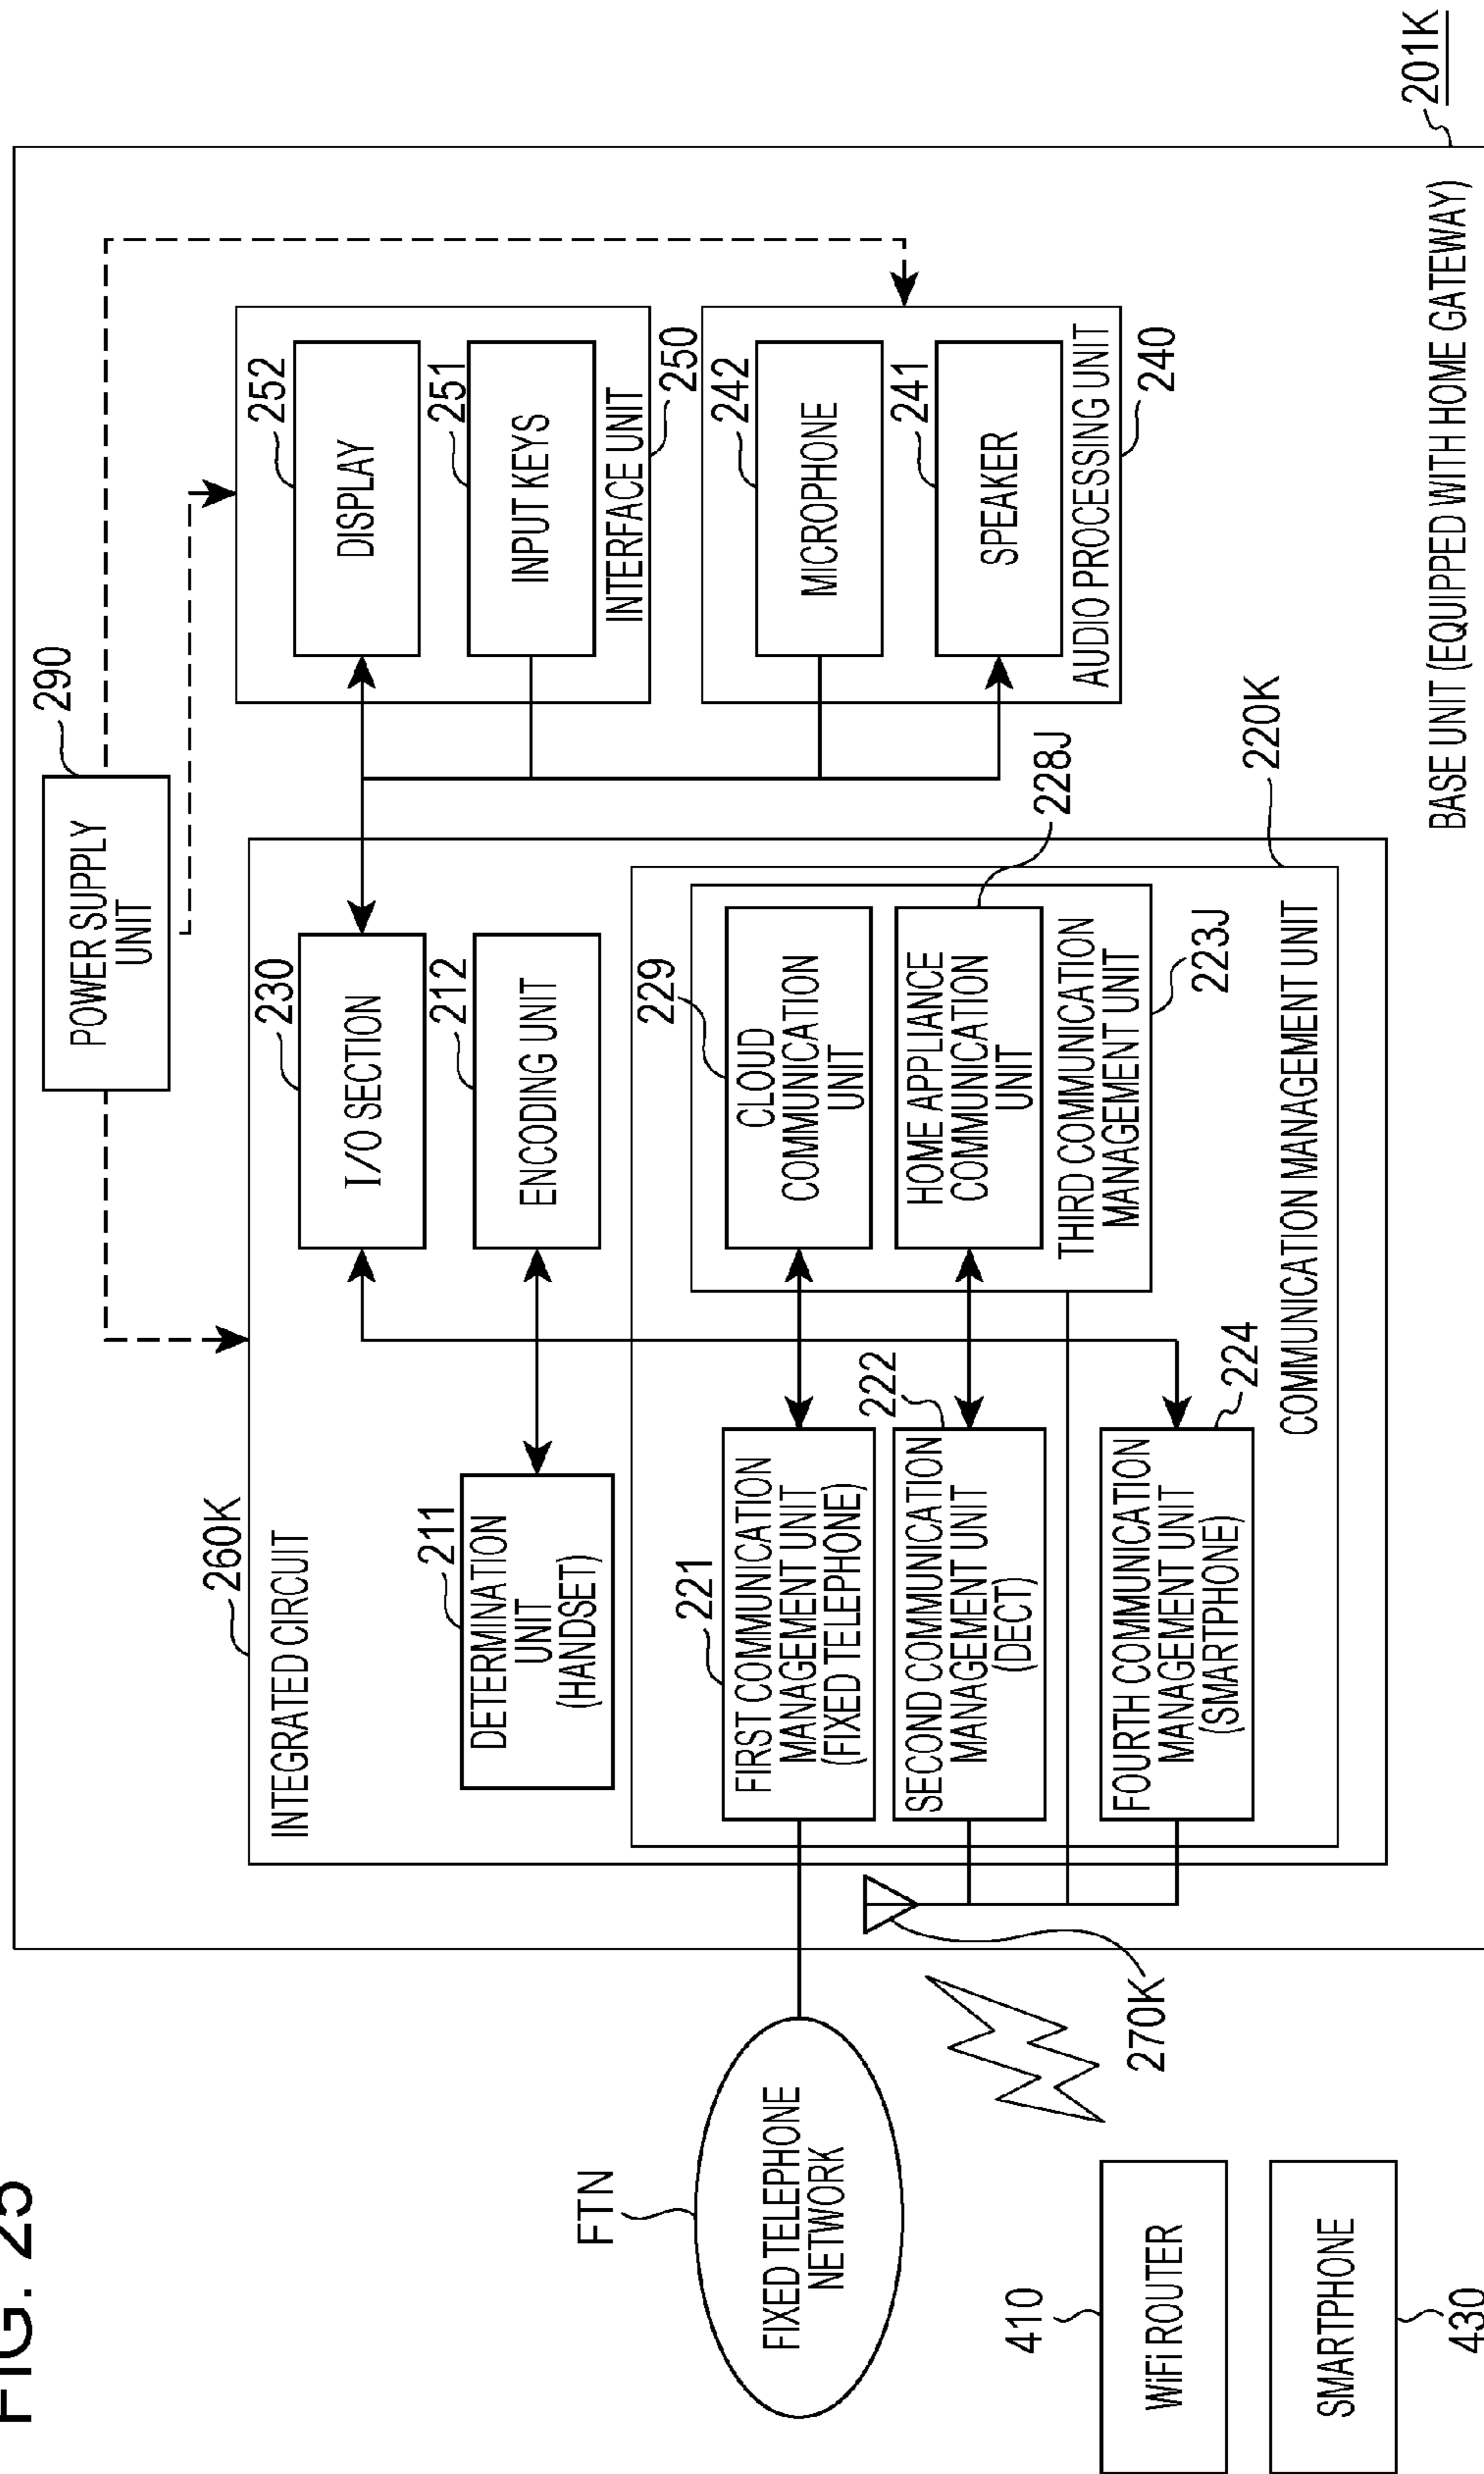 FIG. 25
POWER SUPPLY
UNIT
290
260K
INTEGRATED CIRCUIT
230
I/O SECTION
252
DISPLAY
211
DETERMINATION
UNIT
(HANDSET)
212
ENCODING UNIT
251
INPUT KEYS
INTERFACE UNIT
250
FTN
FIXED TELEPHONE
NETWORK
221
FIRST COMMUNICATION
MANAGEMENT UNIT
(FIXED TELEPHONE)
229
CLOUD
COMMUNICATION
UNIT
242
MICROPHONE
222
SECOND COMMUNICATION
MANAGEMENT UNIT
(DECT)
HOME APPLIANCE
COMMUNICATION
UNIT
228J
241
SPEAKER
AUDIO PROCESSING UNIT
240
THIRD COMMUNICATION
MANAGEMENT UNIT
223J
410
WiFi ROUTER
270K
FOURTH COMMUNICATION
MANAGEMENT UNIT
(SMARTPHONE)
224
COMMUNICATION MANAGEMENT UNIT
220K
SMARTPHONE
430
BASE UNIT (EQUIPPED WITH HOME GATEWAY)
201K